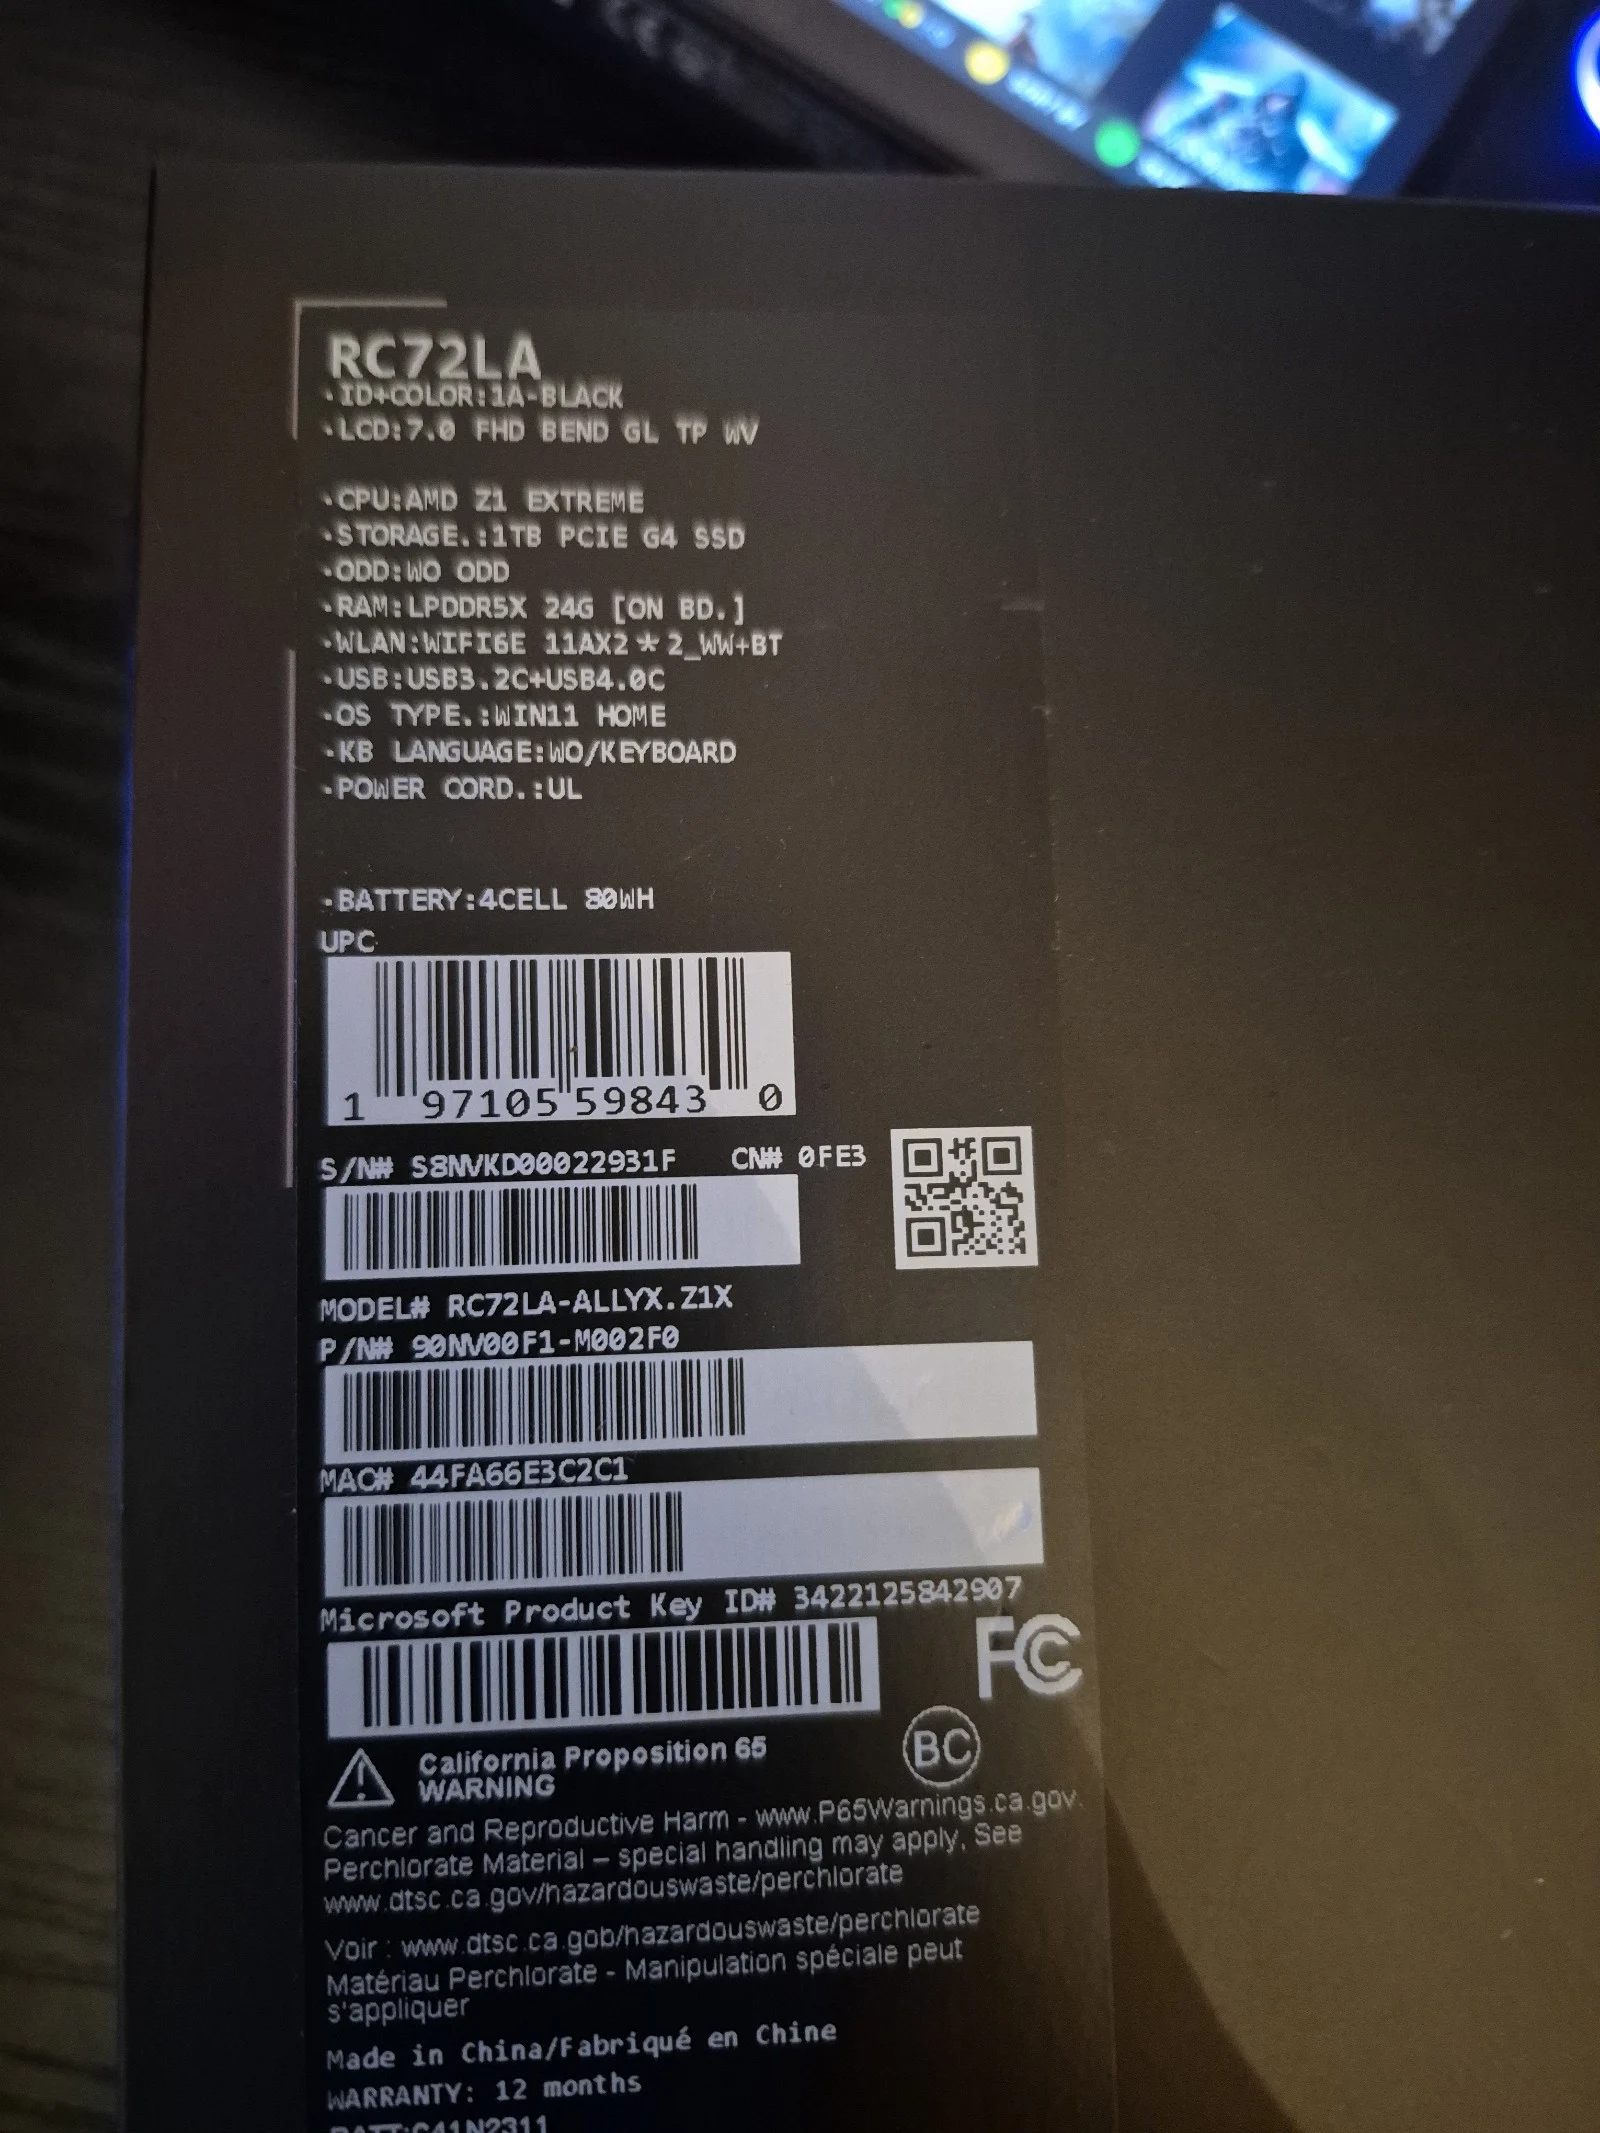 RC72LA
·ID+COLOR:1A-BLACK
·LCD:7.0 FHD BEND GL TP WV
·CPU:AMD Z1 EXTREME
·STORAGE.:1TB PCIE G4 SSD
·ODD:WO ODD
·RAM:LPDDR5X 24G [ON BD.]
·WLAN:WIFI6E 11AX2*2_WW+BT
·USB:USB3.2C+USB4.0C
·OS TYPE.:WIN11 HOME
·KB LANGUAGE:WO/KEYBOARD
·POWER CORD.:UL
·BATTERY:4CELL 80WH
UPC
1 97105 59843 0
S/N# S8NVKD00022931F CN# 0FE3
MODEL# RC72LA-ALLYX.Z1X
P/N# 90NV00F1-M002F0
MAC# 44FA66E3C2C1
Microsoft Product Key ID# 3422125842907
FC
BC
California Proposition 65
WARNING
Cancer and Reproductive Harm - www.P65Warnings.ca.gov.
Perchlorate Material – special handling may apply. See
www.dtsc.ca.gov/hazardouswaste/perchlorate
Voir : www.dtsc.ca.gob/hazardouswaste/perchlorate
Matériau Perchlorate - Manipulation spéciale peut
s'appliquer
Made in China/Fabriqué en Chine
WARRANTY: 12 months
BATT:C41N2311